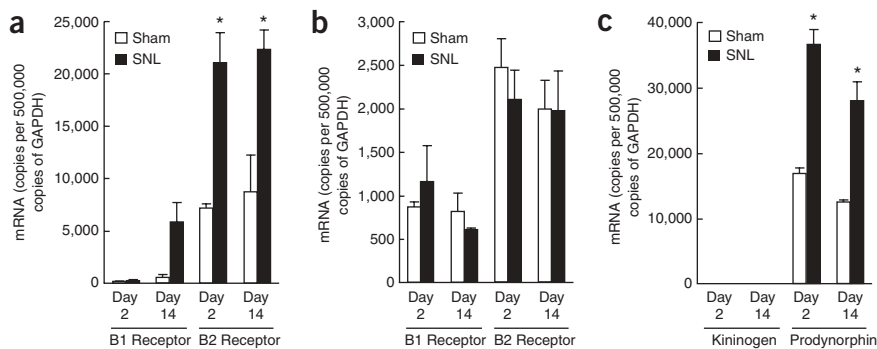 a
mRNA (copies per 500,000
copies of GAPDH)
25,000
20,000
15,000
10,000
5,000
0
Sham
SNL
* *
Day 2
Day 14
Day 2
Day 14
B1 Receptor B2 Receptor
b
mRNA (copies per 500,000
copies of GAPDH)
3,000
2,500
2,000
1,500
1,000
500
0
Sham
SNL
Day 2
Day 14
Day 2
Day 14
B1 Receptor B2 Receptor
c
mRNA (copies per 500,000
copies of GAPDH)
40,000
30,000
20,000
10,000
0
Sham
SNL
*
*
Day 2
Day 14
Day 2
Day 14
Kininogen Prodynorphin